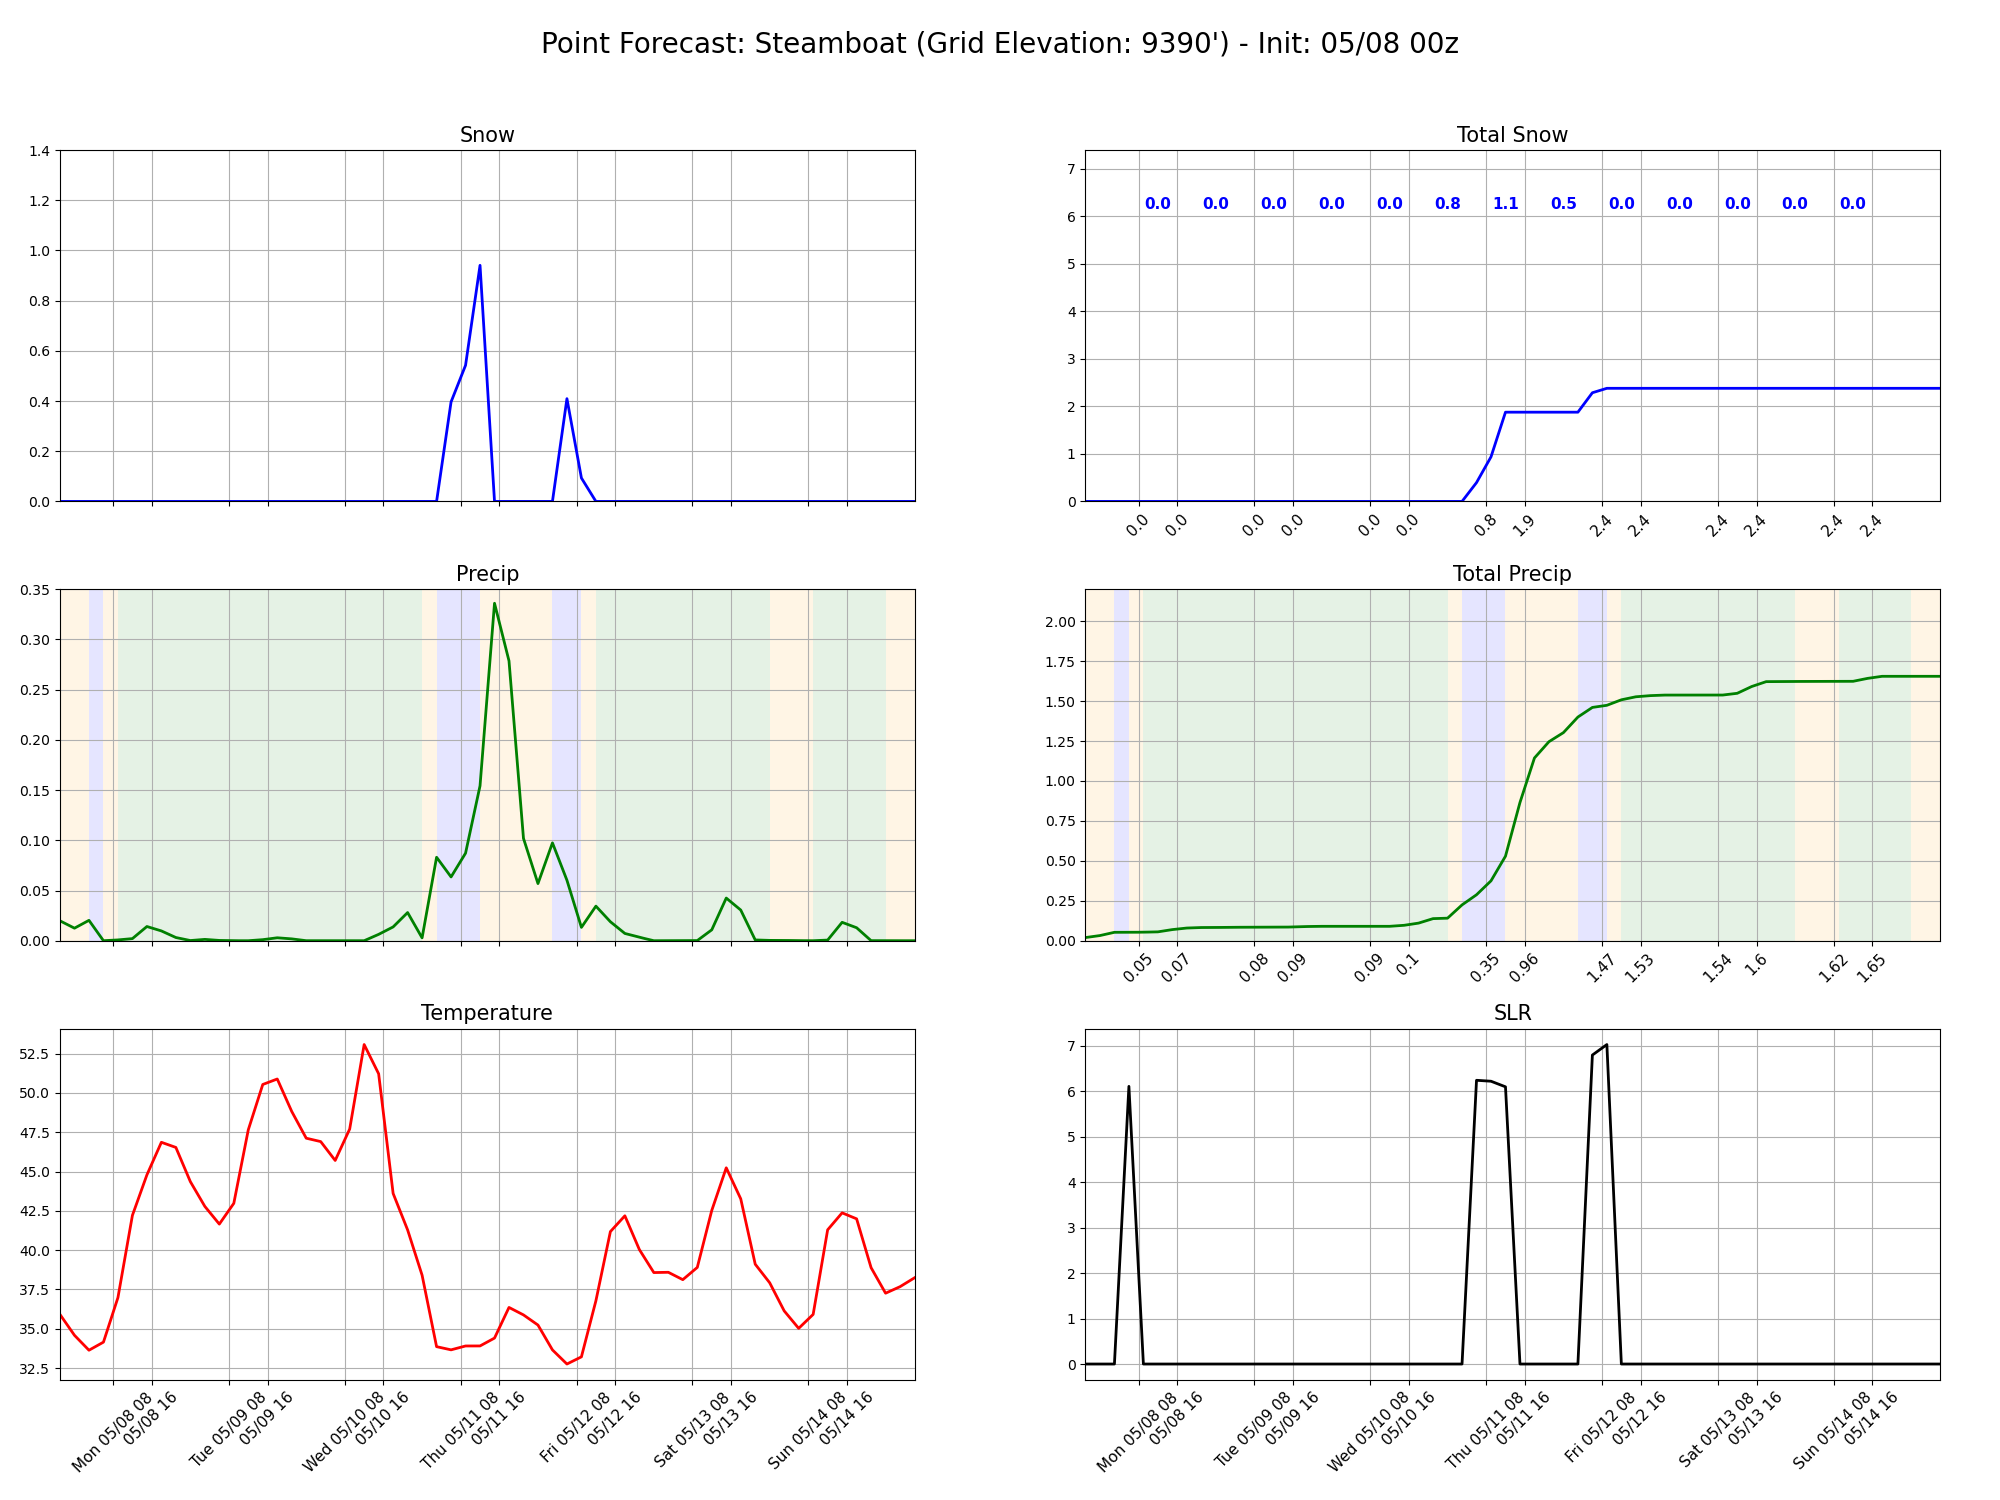 Point Forecast: Steamboat (Grid Elevation: 9390') - Init: 05/08 00z
Snow
1.4
1.2
1.0
0.8
0.6
0.4
0.2
0.0
Total Snow
7
6
5
4
3
2
1
0
0.0 0.0 0.0 0.0 0.0 0.8 1.1 0.5 0.0 0.0 0.0 0.0 0.0
0.0 0.0 0.0 0.0 0.0 0.0 0.8 1.9 2.4 2.4 2.4 2.4 2.4 2.4
Precip
0.35
0.30
0.25
0.20
0.15
0.10
0.05
0.00
Total Precip
2.00
1.75
1.50
1.25
1.00
0.75
0.50
0.25
0.00
0.05 0.07 0.08 0.09 0.09 0.1 0.35 0.96 1.47 1.53 1.54 1.6 1.62 1.65
Temperature
52.5
50.0
47.5
45.0
42.5
40.0
37.5
35.0
32.5
Mon 05/08 08
05/08 16
Tue 05/09 08
05/09 16
Wed 05/10 08
05/10 16
Thu 05/11 08
05/11 16
Fri 05/12 08
05/12 16
Sat 05/13 08
05/13 16
Sun 05/14 08
05/14 16
SLR
7
6
5
4
3
2
1
0
Mon 05/08 08
05/08 16
Tue 05/09 08
05/09 16
Wed 05/10 08
05/10 16
Thu 05/11 08
05/11 16
Fri 05/12 08
05/12 16
Sat 05/13 08
05/13 16
Sun 05/14 08
05/14 16